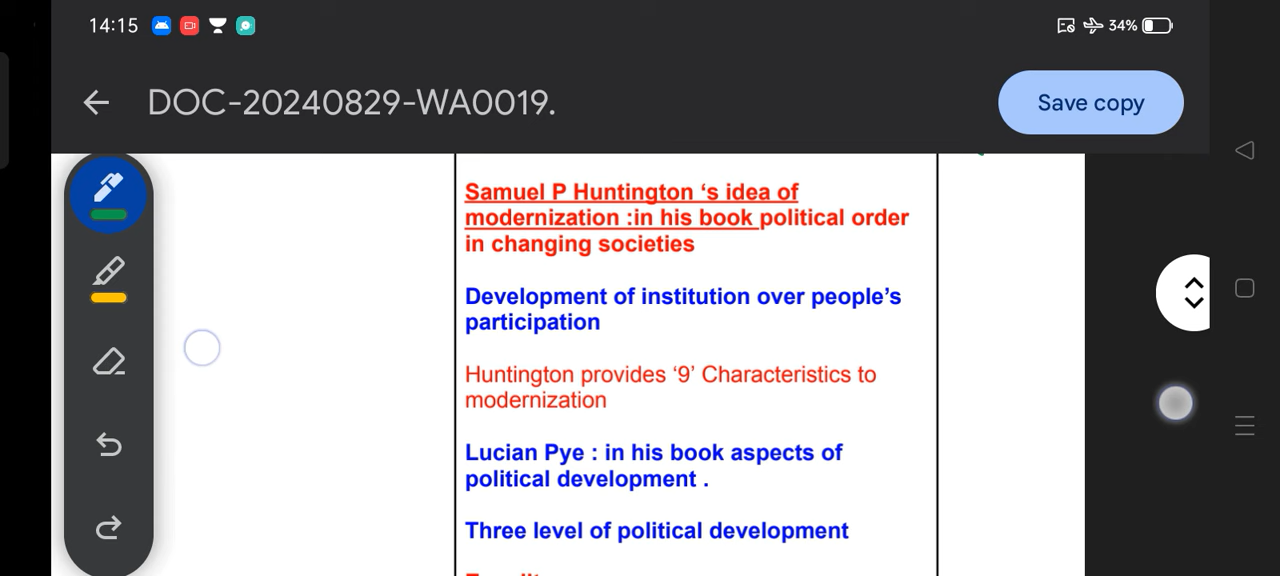 14:15
34%
DOC-20240829-WA0019.
Save copy
Samuel P Huntington ‘s idea of
modernization :in his book political order
in changing societies
Development of institution over people’s
participation
Huntington provides ‘9’ Characteristics to
modernization
Lucian Pye : in his book aspects of
political development .
Three level of political development